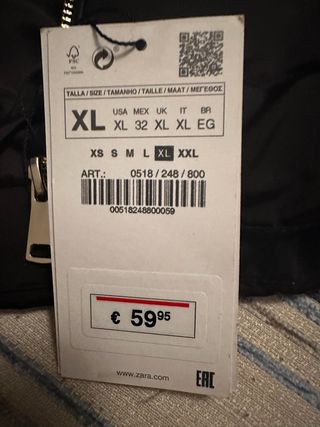 FSC
TALLA / SIZE / TAMANHO / TAILLE / MAAT / ΜΕΓΕΘΟΣ
XL
USA MEX UK IT BR
XL 32 XL XL EG
XS S M L XL XXL
ART.: 0518 / 248 / 800
00518248800059
€ 59.95
www.zara.com
EAC